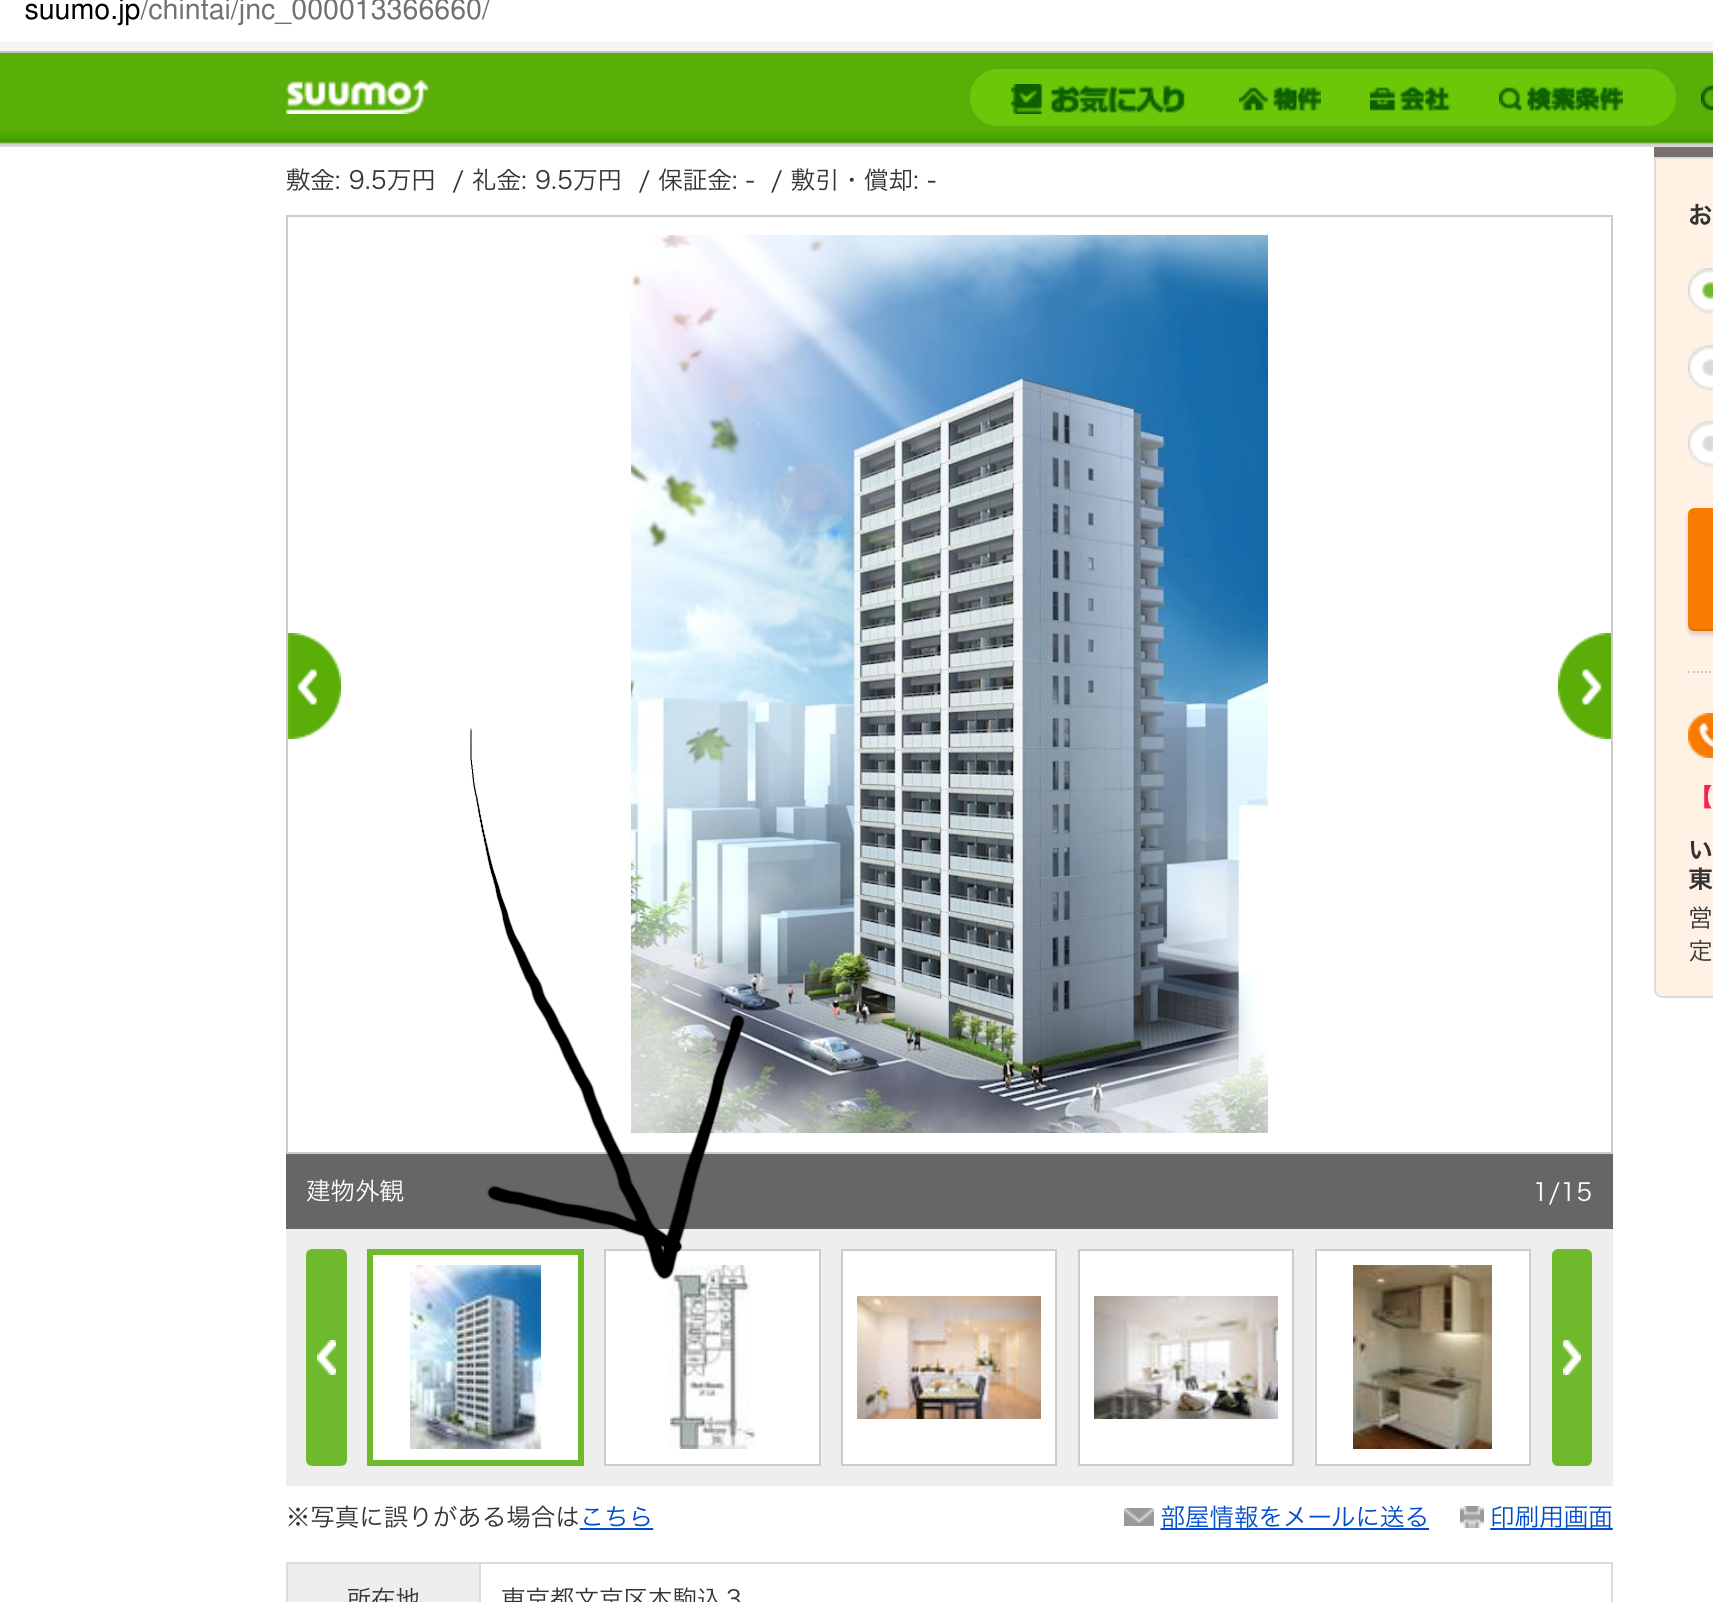 suumo.jp/chintai/jnc_000013366660/
suumo
お気に入り 物件 会社 検索条件
敷金: 9.5万円 / 礼金: 9.5万円 / 保証金: - / 敷引・償却: -
お
【
い
東
営
定
建物外観 1/15
※写真に誤りがある場合はこちら 部屋情報をメールに送る 印刷用画面
所在地 東京都文京区本駒込3